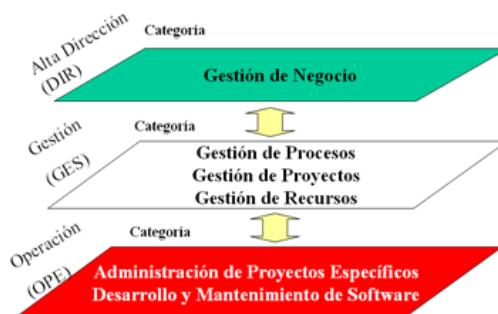 Categoría
Alta Dirección
(DIR)
Gestión de Negocio
Categoría
Gestión
(GES)
Gestión de Procesos
Gestión de Proyectos
Gestión de Recursos
Categoría
Operación
(OPE)
Administración de Proyectos Específicos
Desarrollo y Mantenimiento de Software